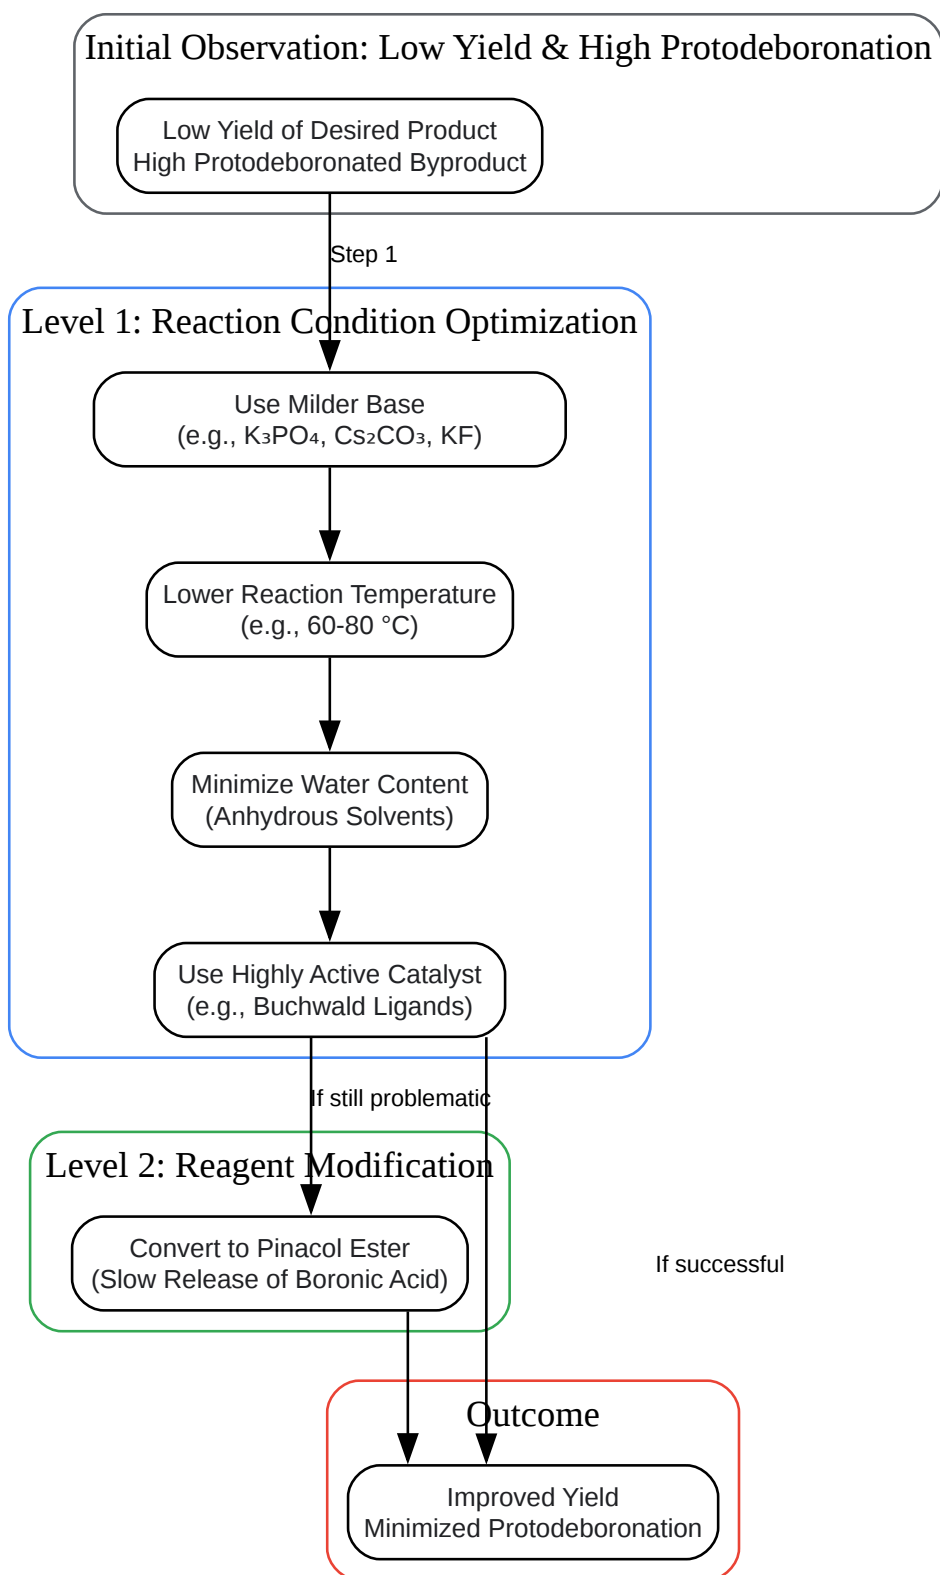 Initial Observation: Low Yield & High Protodeboronation
Low Yield of Desired Product
High Protodeboronated Byproduct
Step 1
Level 1: Reaction Condition Optimization
Use Milder Base
(e.g., K₃PO₄, Cs₂CO₃, KF)
Lower Reaction Temperature
(e.g., 60-80 °C)
Minimize Water Content
(Anhydrous Solvents)
Use Highly Active Catalyst
(e.g., Buchwald Ligands)
If still problematic
Level 2: Reagent Modification
Convert to Pinacol Ester
(Slow Release of Boronic Acid)
If successful
Outcome
Improved Yield
Minimized Protodeboronation